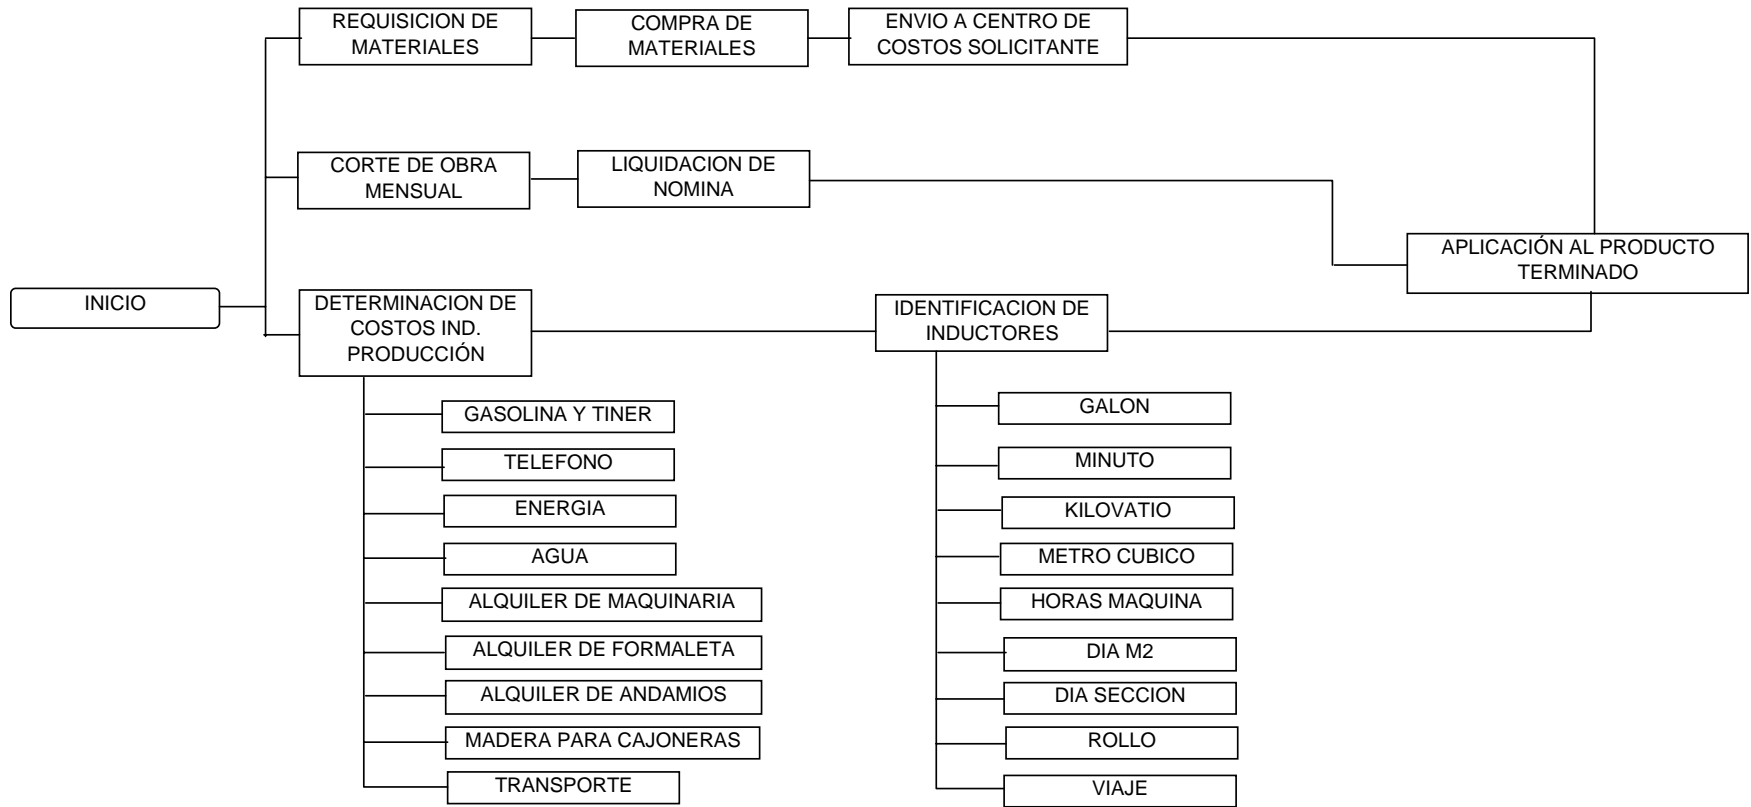 REQUISICION DE
MATERIALES
COMPRA DE
MATERIALES
ENVIO A CENTRO DE
COSTOS SOLICITANTE
CORTE DE OBRA
MENSUAL
LIQUIDACION DE
NOMINA
APLICACIÓN AL PRODUCTO
TERMINADO
INICIO
DETERMINACION DE
COSTOS IND.
PRODUCCIÓN
IDENTIFICACION DE
INDUCTORES
GASOLINA Y TINER
TELEFONO
ENERGIA
AGUA
ALQUILER DE MAQUINARIA
ALQUILER DE FORMALETA
ALQUILER DE ANDAMIOS
MADERA PARA CAJONERAS
TRANSPORTE
GALON
MINUTO
KILOVATIO
METRO CUBICO
HORAS MAQUINA
DIA M2
DIA SECCION
ROLLO
VIAJE